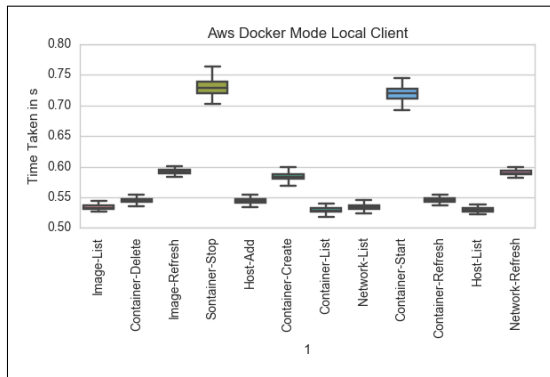 Aws Docker Mode Local Client
Time Taken in s
0.80
0.75
0.70
0.65
0.60
0.55
0.50
Image-List
Container-Delete
Image-Refresh
Sontainer-Stop
Host-Add
Container-Create
Container-List
Network-List
Container-Start
Container-Refresh
Host-List
Network-Refresh
1